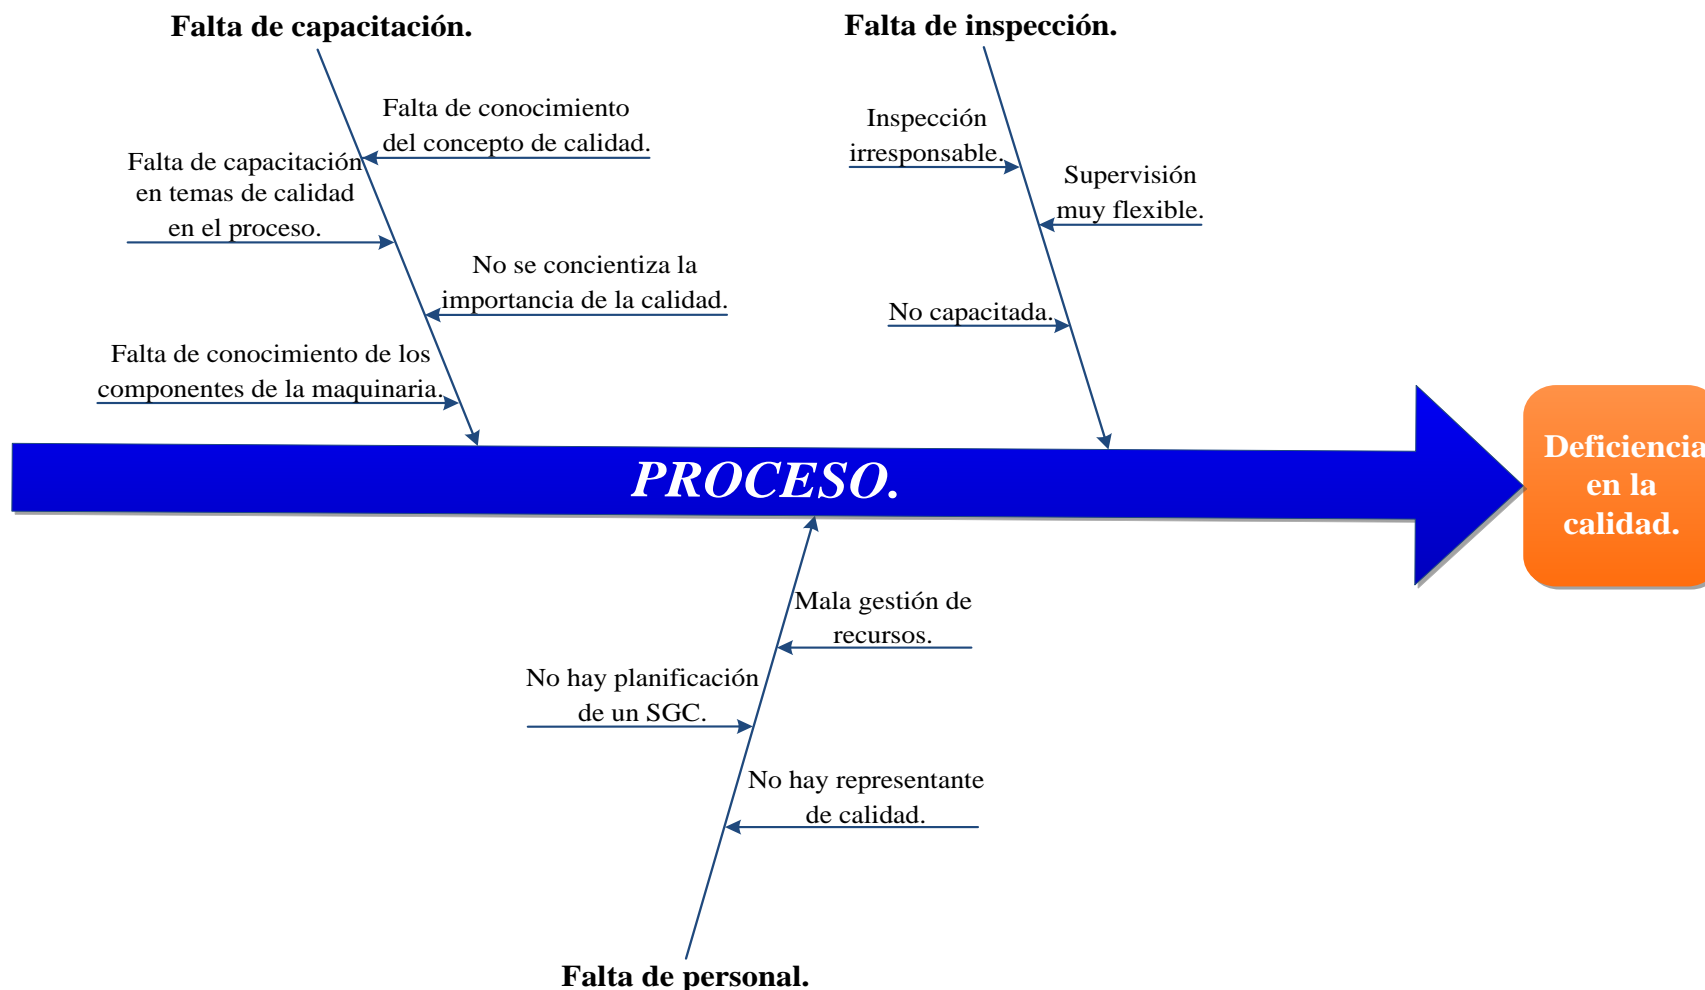 Falta de capacitación.
Falta de conocimiento
del concepto de calidad.
Falta de capacitación
en temas de calidad
en el proceso.
No se concientiza la
importancia de la calidad.
Falta de conocimiento de los
componentes de la maquinaria.
Falta de inspección.
Inspección
irresponsable.
Supervisión
muy flexible.
No capacitada.
PROCESO.
Deficiencia
en la
calidad.
Mala gestión de
recursos.
No hay planificación
de un SGC.
No hay representante
de calidad.
Falta de personal.